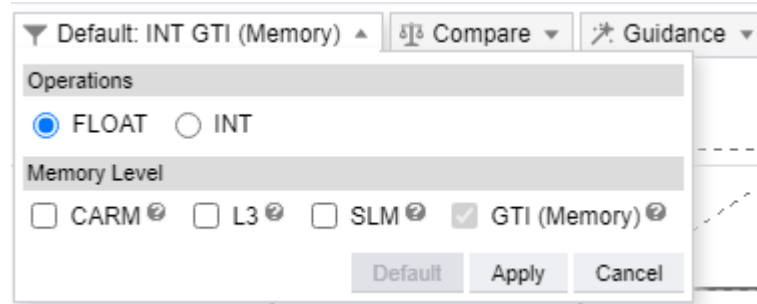 Default: INT GTI (Memory) Compare Guidance
Operations
FLOAT INT
Memory Level
CARM L3 SLM GTI (Memory)
Default Apply Cancel